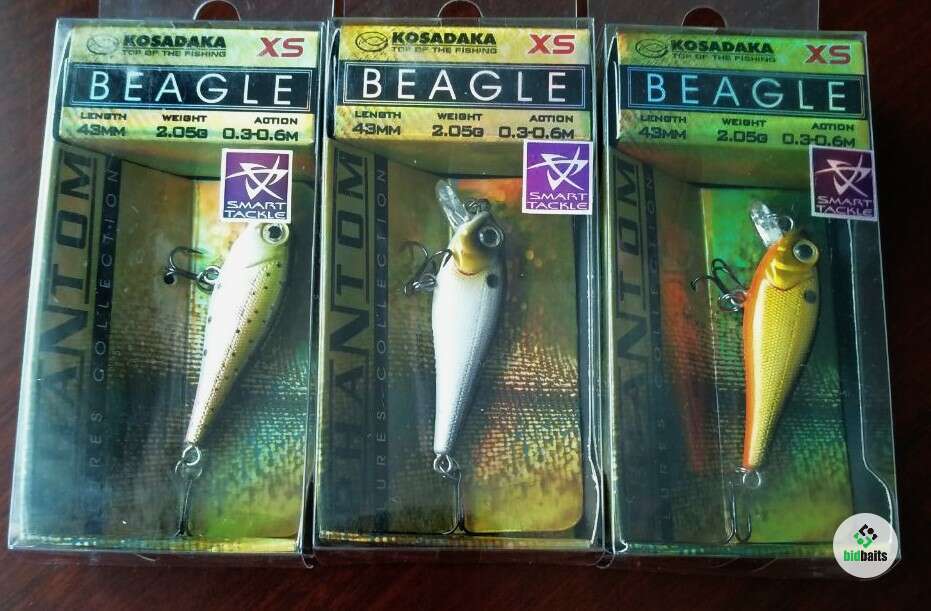 KOSADAKA XS
TOP OF THE FISHING
BEAGLE
LENGTH WEIGHT ACTION
43MM 2.05G 0.3-0.6M
SMART
TACKLE
ANTOM
URES COLLECTION
KOSADAKA XS
TOP OF THE FISHING
BEAGLE
LENGTH WEIGHT ACTION
43MM 2.05G 0.3-0.6M
SMART
TACKLE
PHANTOM
LURES COLLECTION
KOSADAKA XS
TOP OF THE FISHING
BEAGLE
LENGTH WEIGHT ACTION
43MM 2.05G 0.3-0.6M
SMART
TACKLE
PHANTOM
LURES COLLECTION
bidbaits